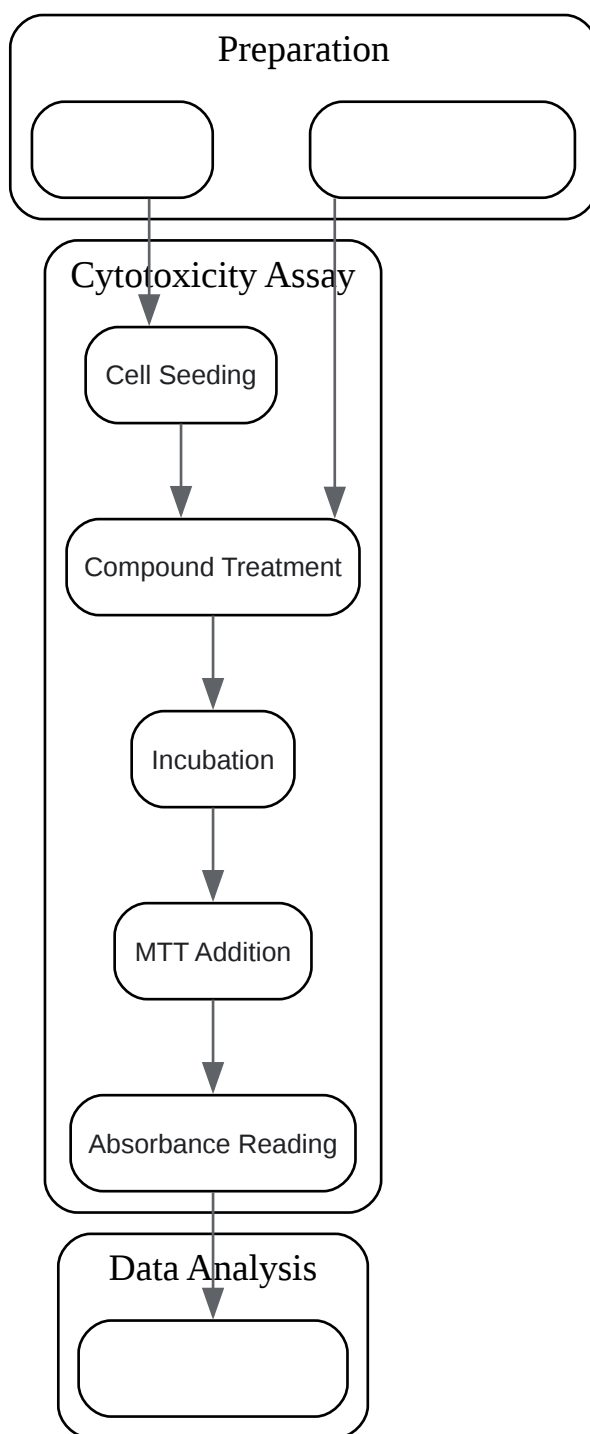 Preparation
Cytotoxicity Assay
Cell Seeding
Compound Treatment
Incubation
MTT Addition
Absorbance Reading
Data Analysis